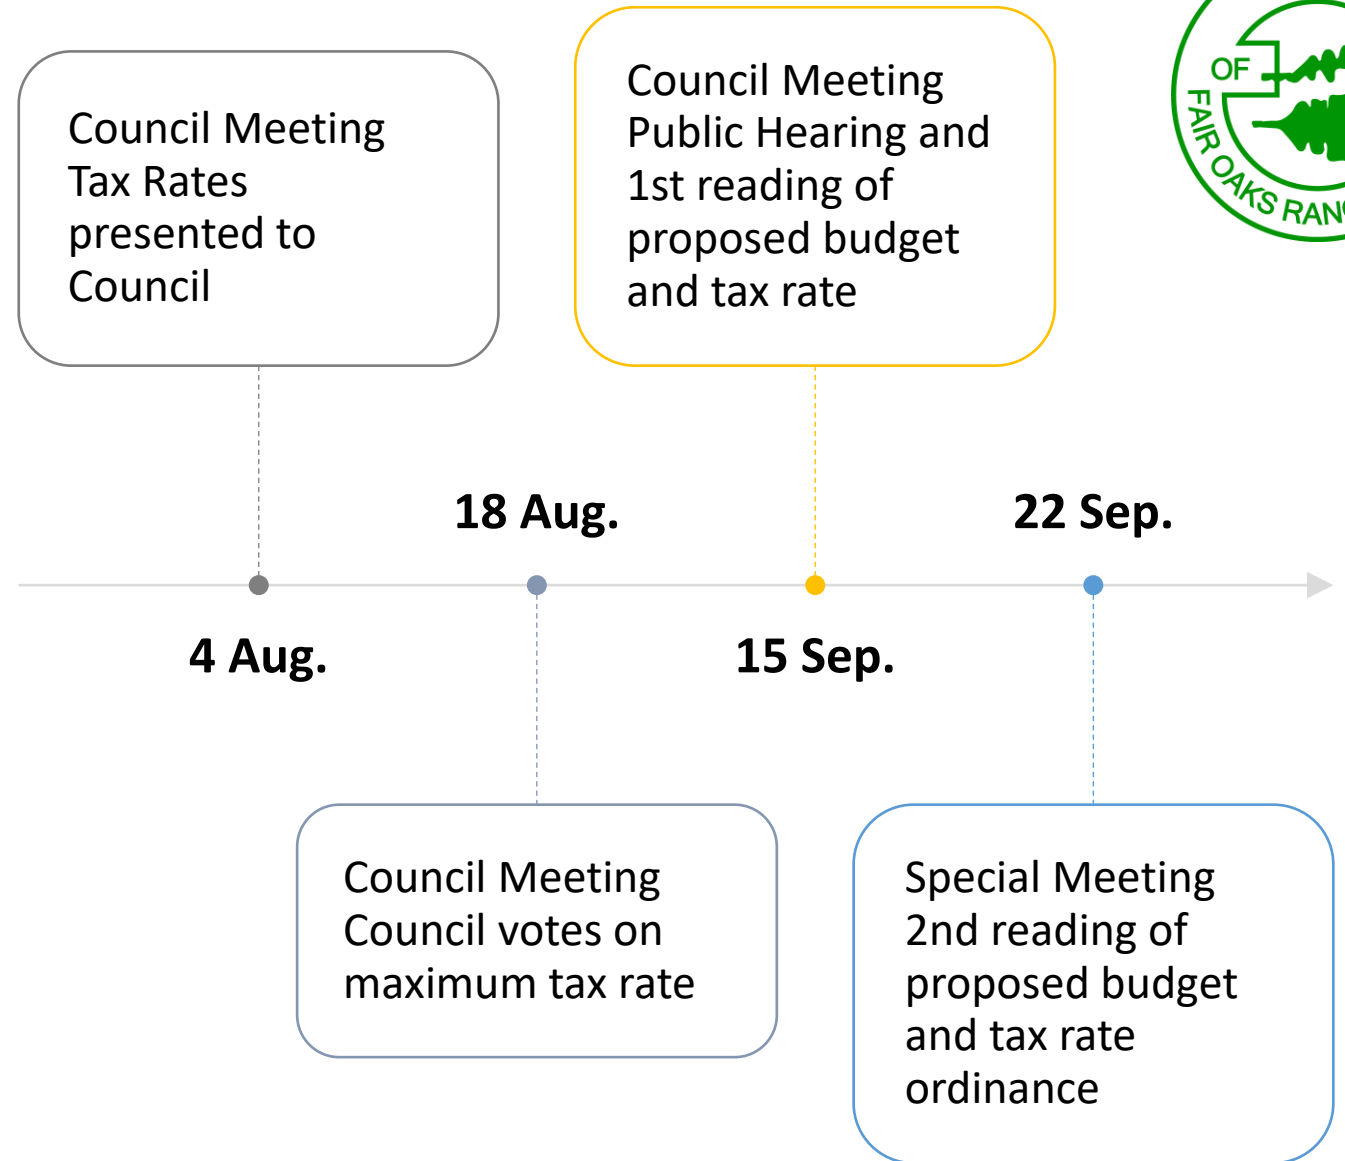 Council Meeting
Tax Rates
presented to
Council
Council Meeting
Public Hearing and
1st reading of
proposed budget
and tax rate
OF
FAIR OAKS
18 Aug.
22 Sep.
4 Aug.
15 Sep.
Council Meeting
Council votes on
maximum tax rate
Special Meeting
2nd reading of
proposed budget
and tax rate
ordinance